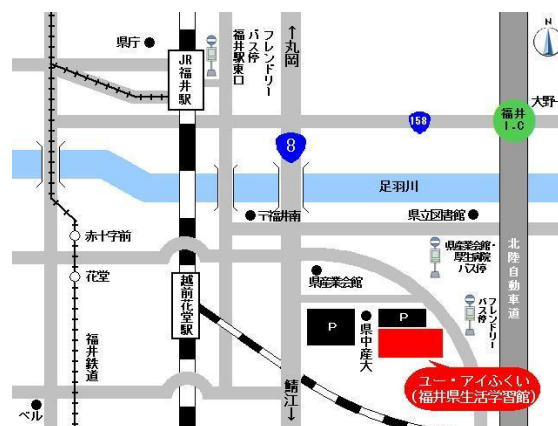 県庁
JR福井駅
フレンドリー
バス停
福井駅東口
↑丸岡
N
大野
福井
I.C
158
8
足羽川
〒福井南
県立図書館
赤十字前
花堂
越前花堂駅
県産業会館・
厚生病院
バス停
北陸自動車道
県産業会館
フレンドリー
バス停
P
県中産大
P
福井鉄道
ベル
鯖江↓
ユー・アイふくい
(福井県生活学習館)